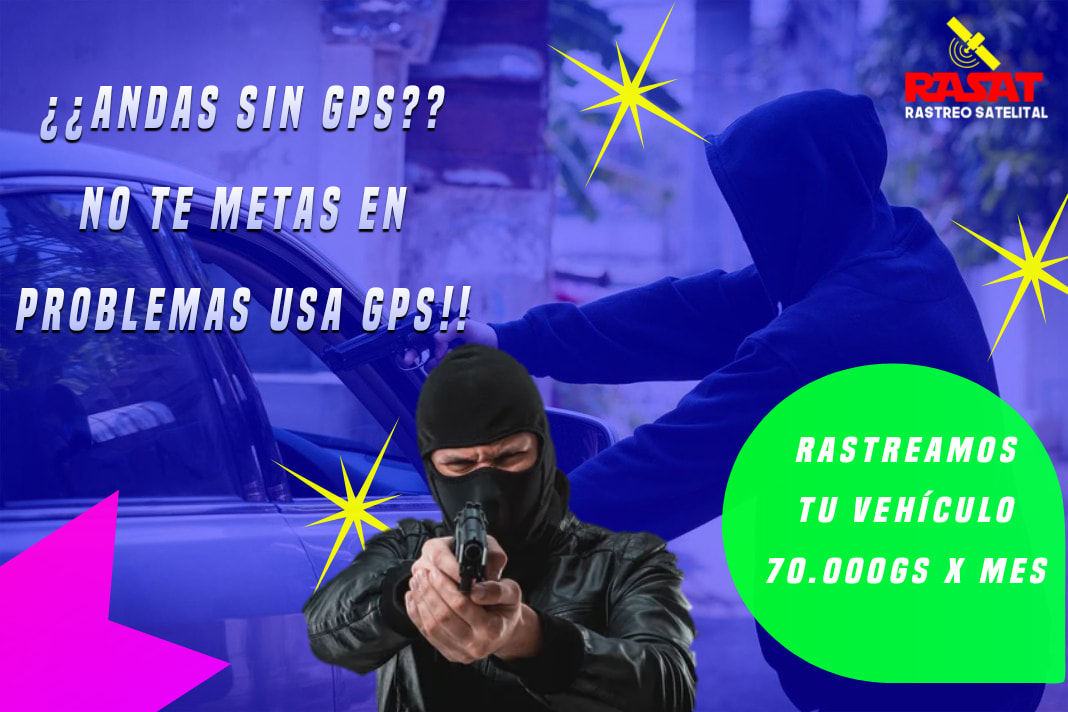 ¿¿ANDAS SIN GPS??
NO TE METAS EN
PROBLEMAS USA GPS!!
RASAT
RASTREO SATELITAL
RASTREAMOS
TU VEHÍCULO
70.000GS X MES